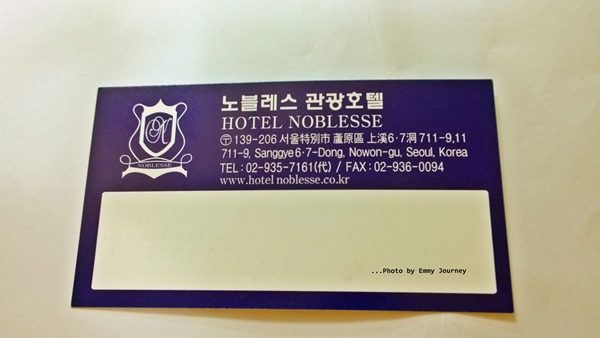 노블레스 관광호텔
HOTEL NOBLESSE
〶139-206 서울特別市 蘆原區 上溪6·7洞 711-9,11
711-9, Sanggye 6·7-Dong, Nowon-gu, Seoul, Korea
TEL : 02-935-7161(代) / FAX : 02-936-0094
www.hotelnoblesse.co.kr
N
NOBLESSE
...Photo by Emmy Journey